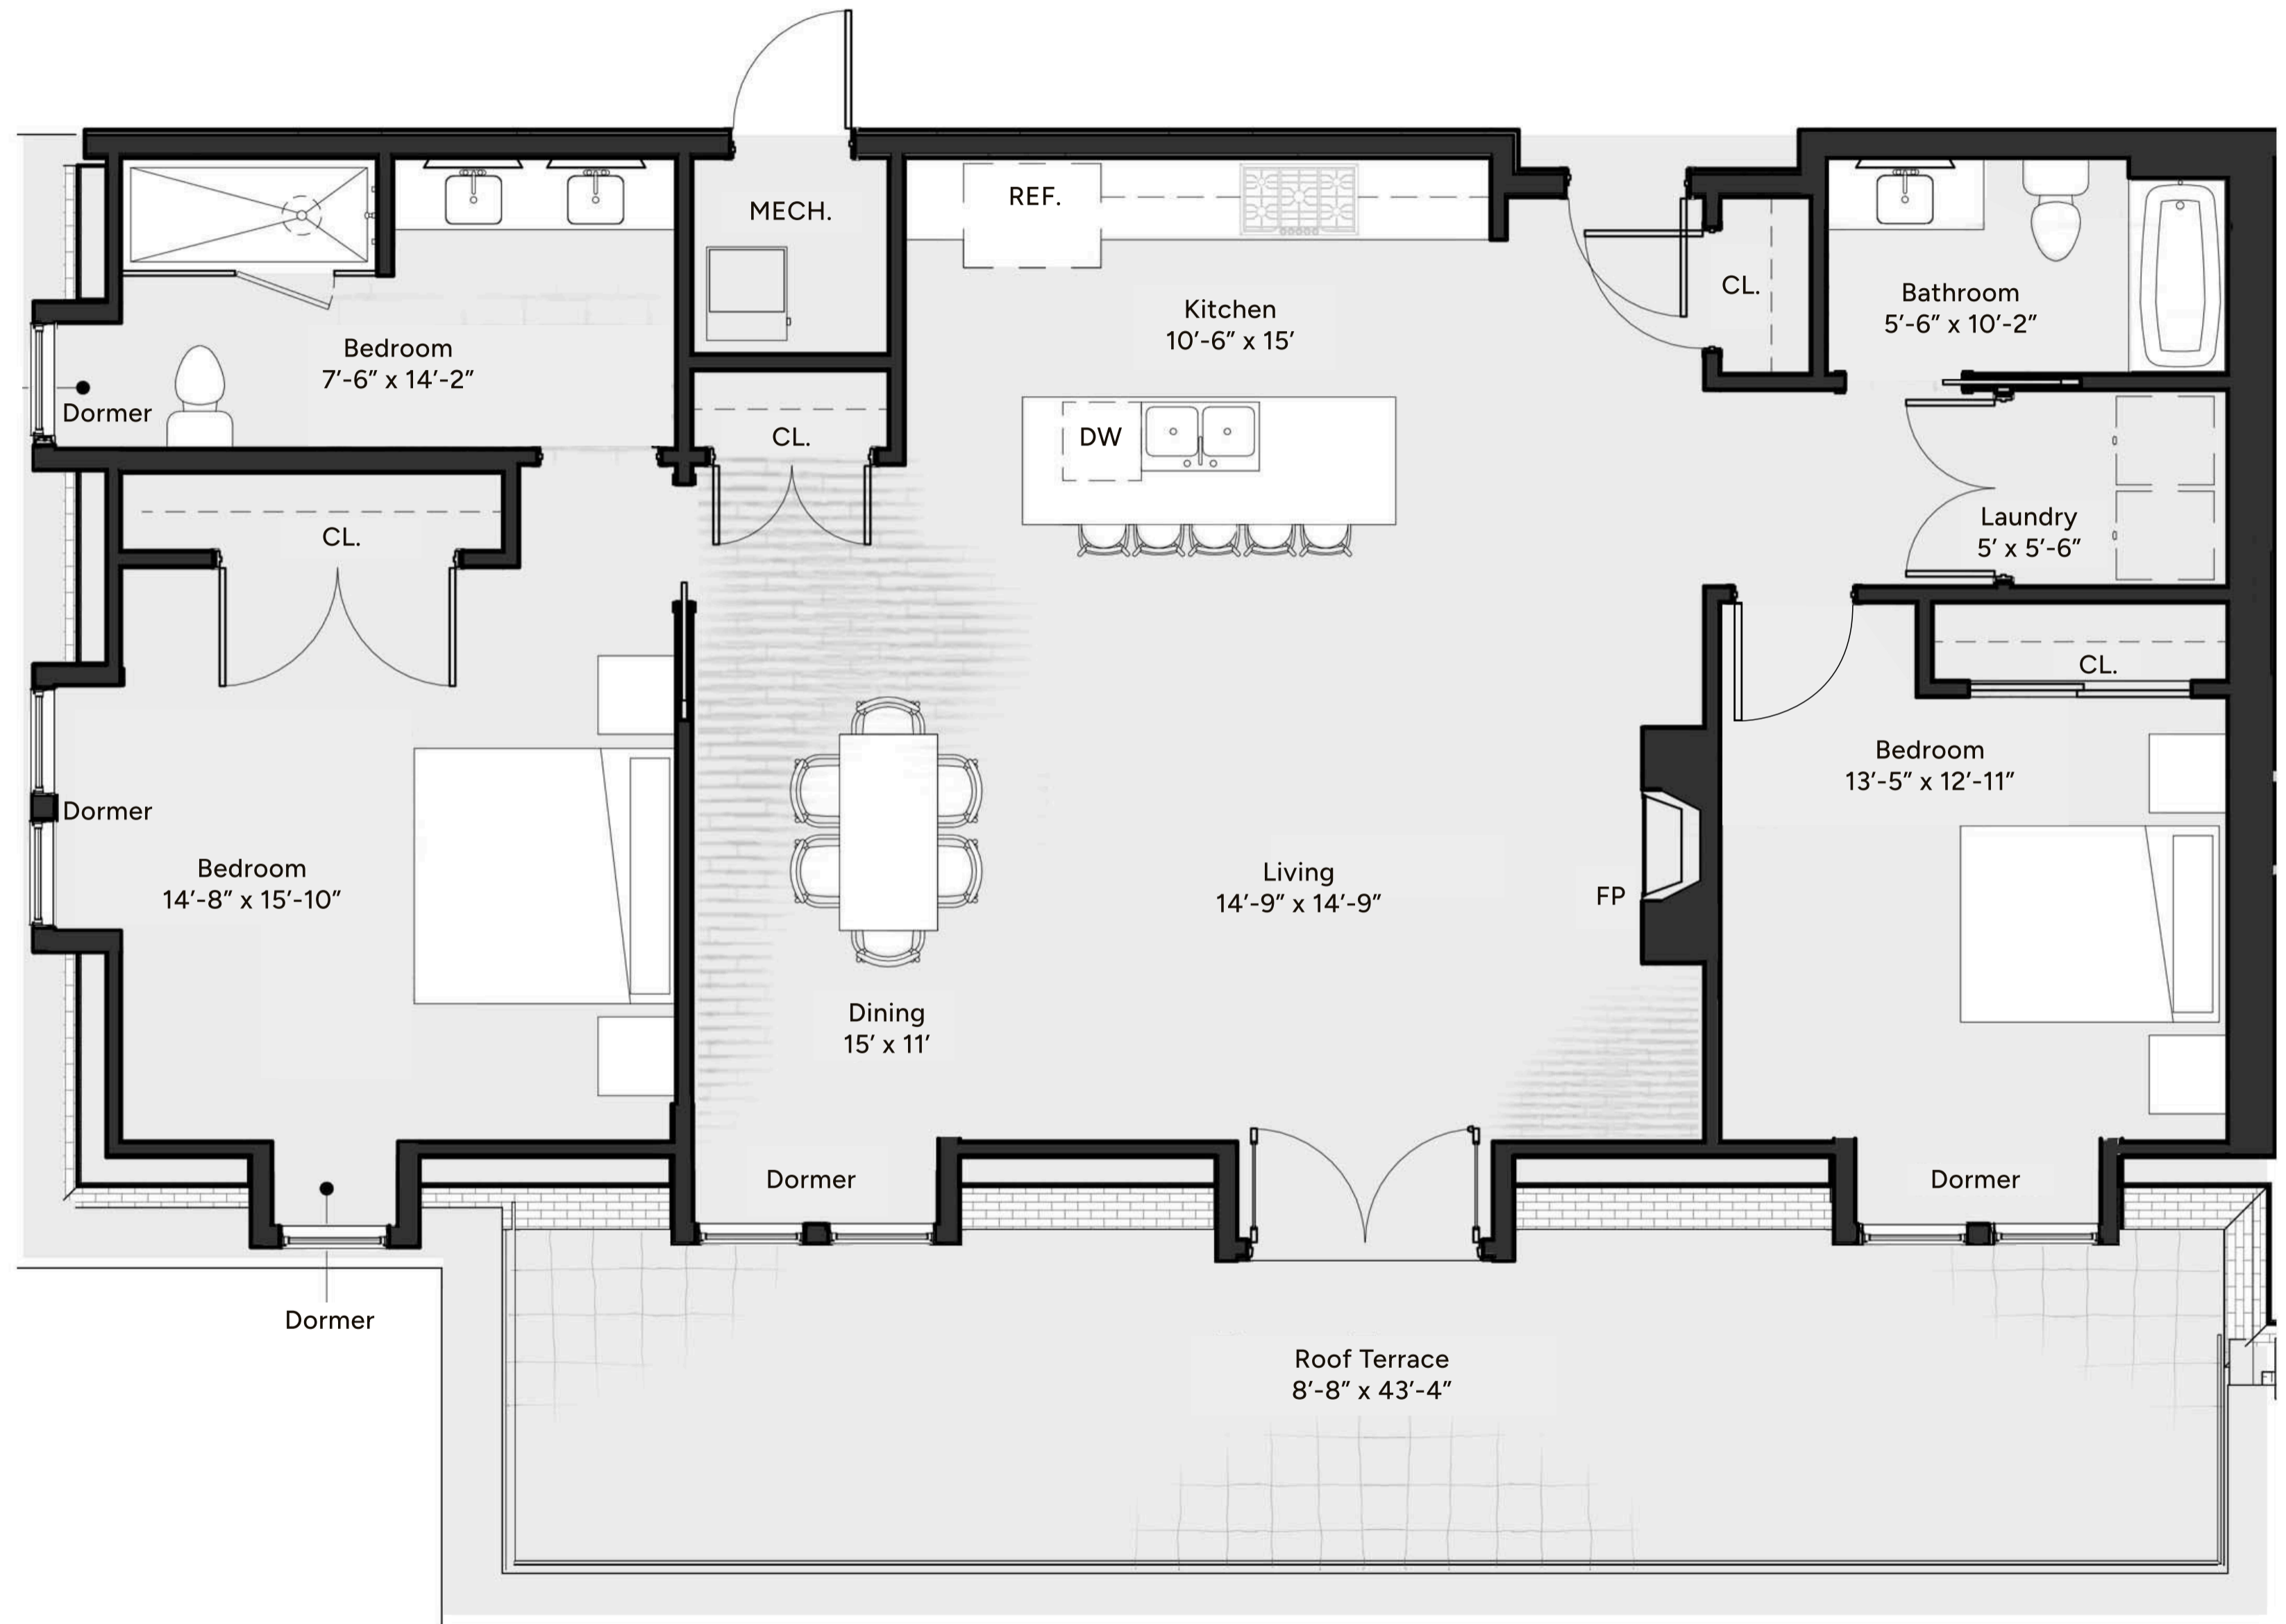 MECH.
REF.
CL.
Bathroom
5′-6″ x 10′-2″
Kitchen
10′-6″ x 15′
Bedroom
7′-6″ x 14′-2″
Dormer
CL.
DW
CL.
Laundry
5′ x 5′-6″
CL.
Bedroom
13′-5″ x 12′-11″
Dormer
Bedroom
14′-8″ x 15′-10″
Living
14′-9″ x 14′-9″
FP
Dining
15′ x 11′
Dormer
Dormer
Dormer
Roof Terrace
8′-8″ x 43′-4″